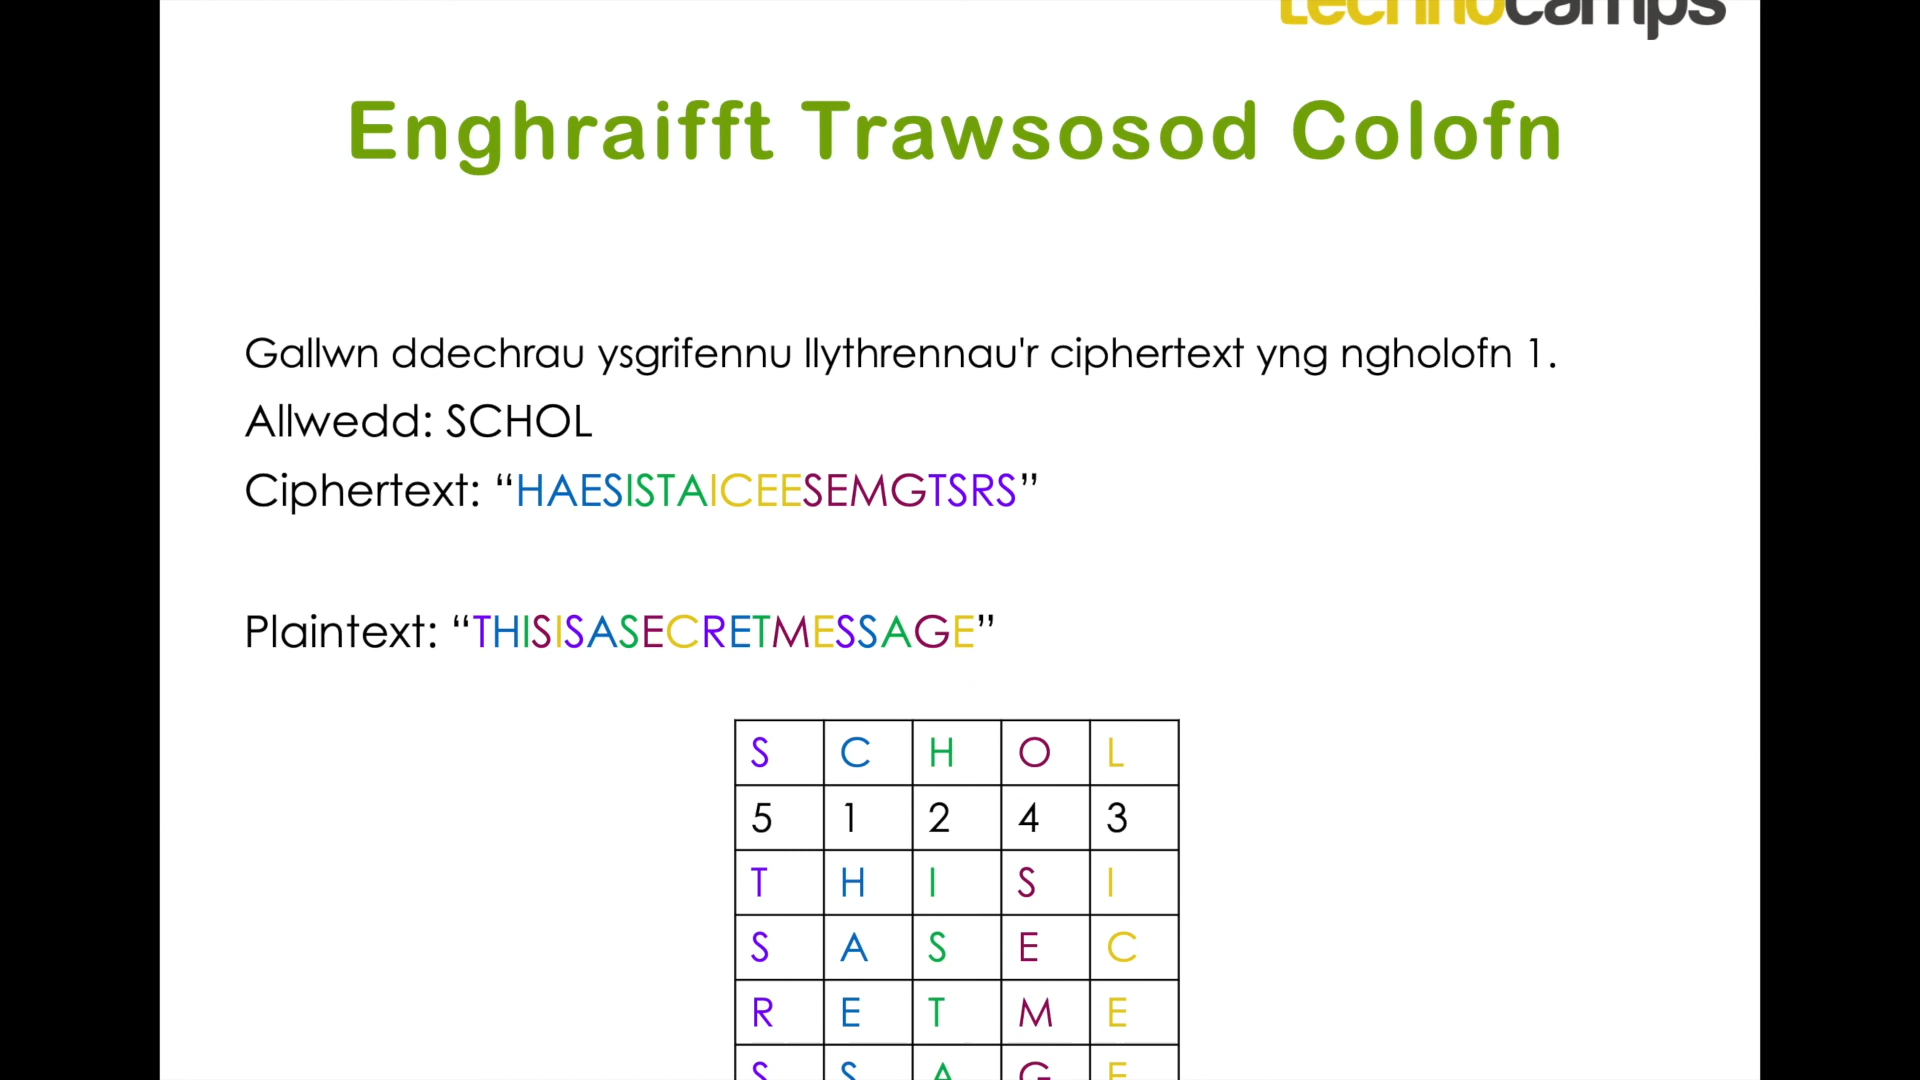 technocamps
Enghraifft Trawsosod Colofn
Gallwn ddechrau ysgrifennu llythrennau'r ciphertext yng ngholofn 1.
Allwedd: SCHOL
Ciphertext: “HAESISTAICEESEMGTSRS”
Plaintext: “THISISASECRETMESSAGE”
S C H O L
5 1 2 4 3
T H I S I
S A S E C
R E T M E
S S A G E